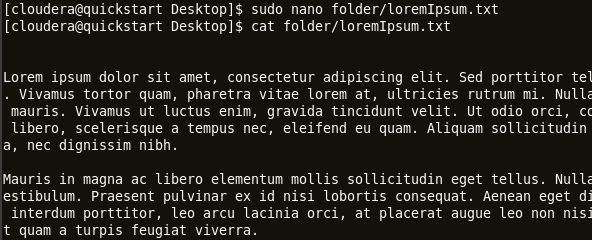 [cloudera@quickstart Desktop]$ sudo nano folder/loremIpsum.txt
[cloudera@quickstart Desktop]$ cat folder/loremIpsum.txt
Lorem ipsum dolor sit amet, consectetur adipiscing elit. Sed porttitor tel
. Vivamus tortor quam, pharetra vitae lorem at, ultricies rutrum mi. Nulla
mauris. Vivamus ut luctus enim, gravida tincidunt velit. Ut odio orci, co
libero, scelerisque a tempus nec, eleifend eu quam. Aliquam sollicitudin
a, nec dignissim nibh.
Mauris in magna ac libero elementum mollis sollicitudin eget tellus. Nulla
estibulum. Praesent pulvinar ex id nisi lobortis consequat. Aenean eget di
interdum porttitor, leo arcu lacinia orci, at placerat augue leo non nisi
t quam a turpis feugiat viverra.